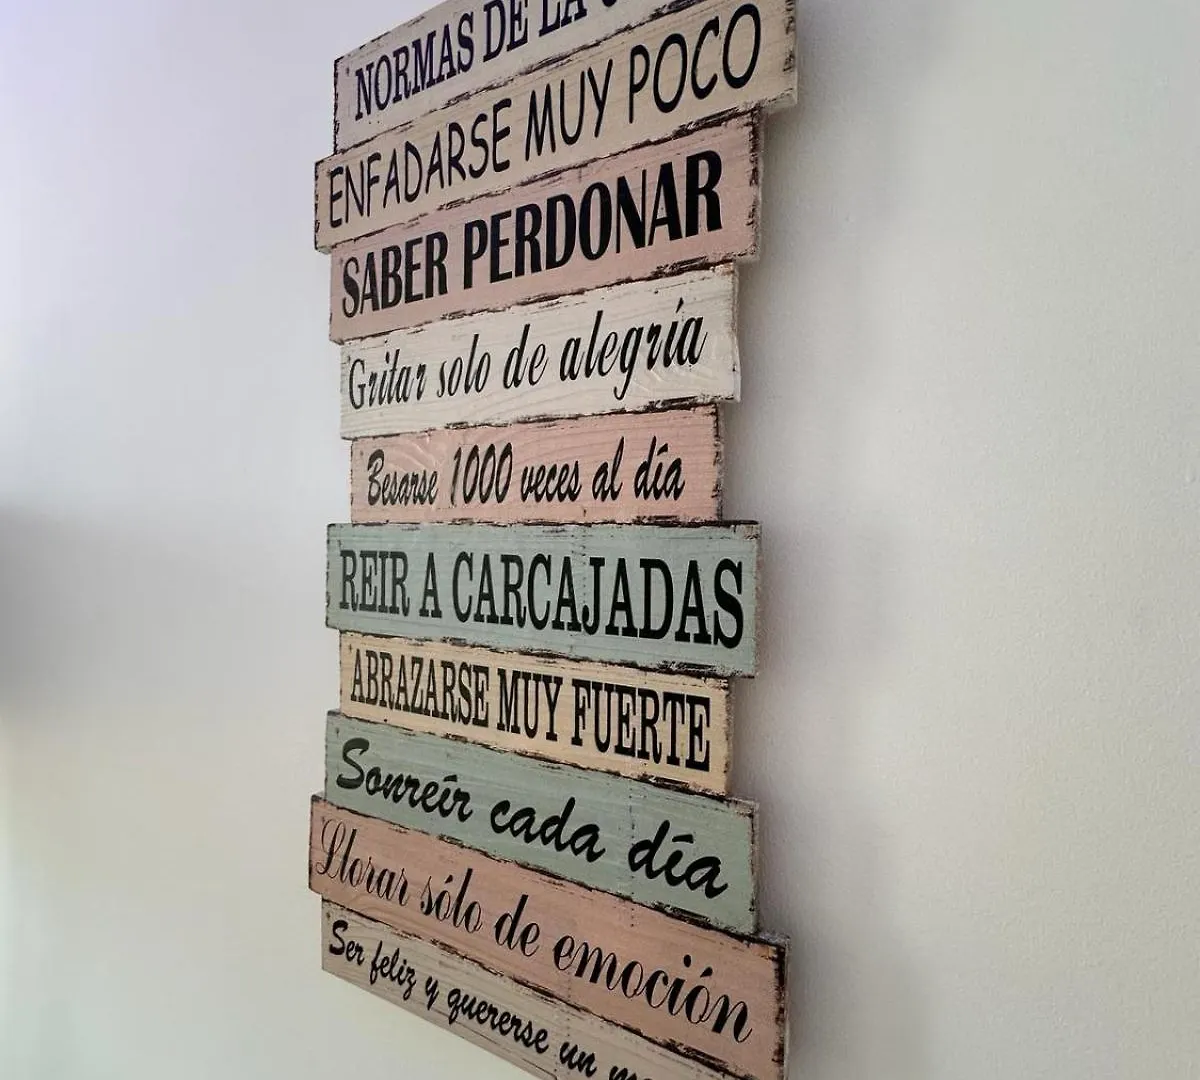 NORMAS DE LA
ENFADARSE MUY POCO
SABER PERDONAR
Gritar solo de alegría
Besarse 1000 veces al día
REIR A CARCAJADAS
ABRAZARSE MUY FUERTE
Sonreír cada día
Llorar sólo de emoción
Ser feliz y quererse un